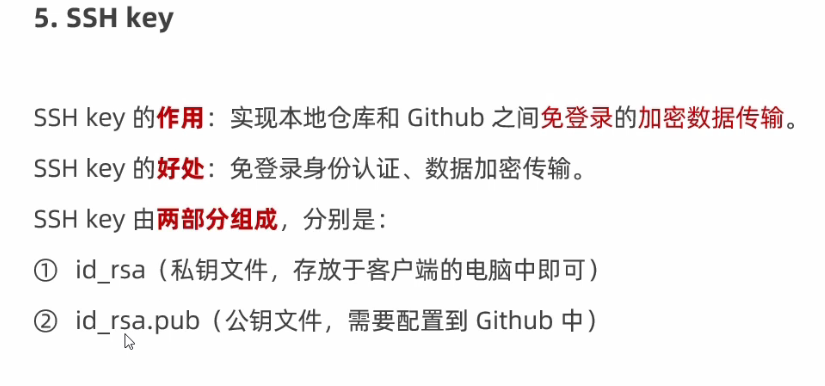 5. SSH key
SSH key 的作用：实现本地仓库和 Github 之间免登录的加密数据传输。
SSH key 的好处：免登录身份认证、数据加密传输。
SSH key 由两部分组成，分别是：
① id_rsa（私钥文件，存放于客户端的电脑中即可）
② id_rsa.pub（公钥文件，需要配置到 Github 中）